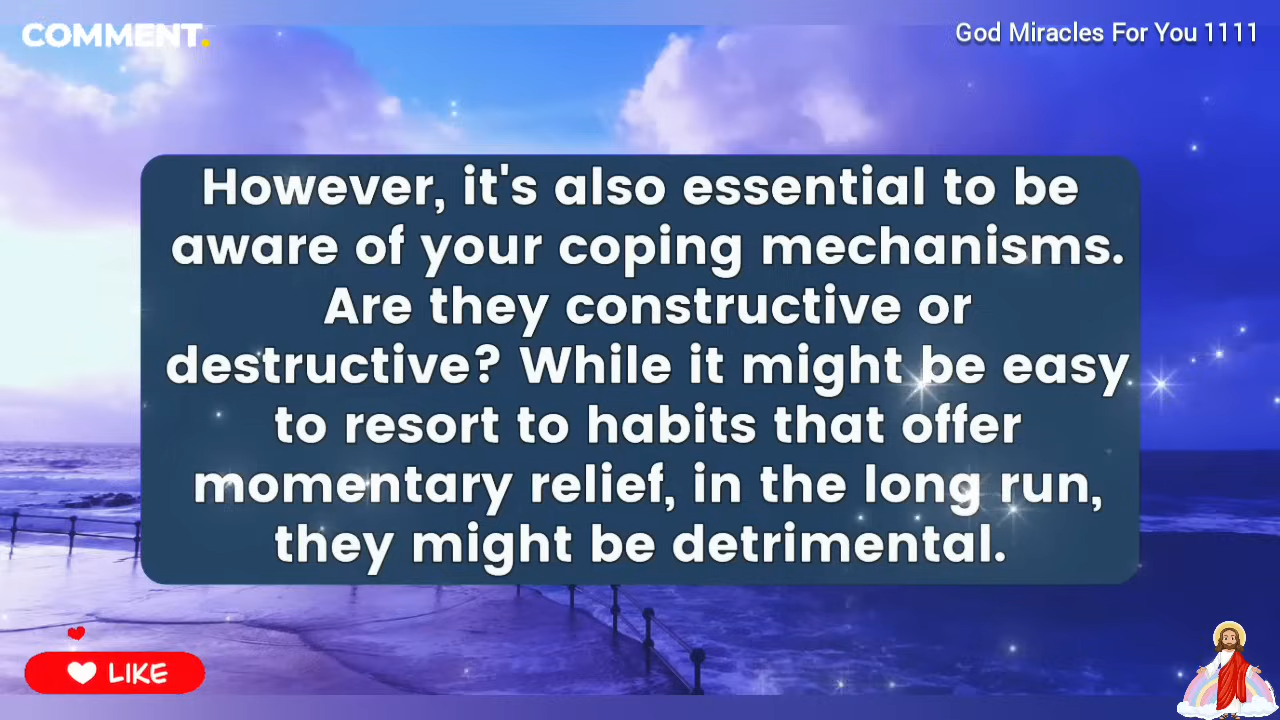 COMMENT.
God Miracles For You 1111
However, it's also essential to be
aware of your coping mechanisms.
Are they constructive or
destructive? While it might be easy
to resort to habits that offer
momentary relief, in the long run,
they might be detrimental.
LIKE